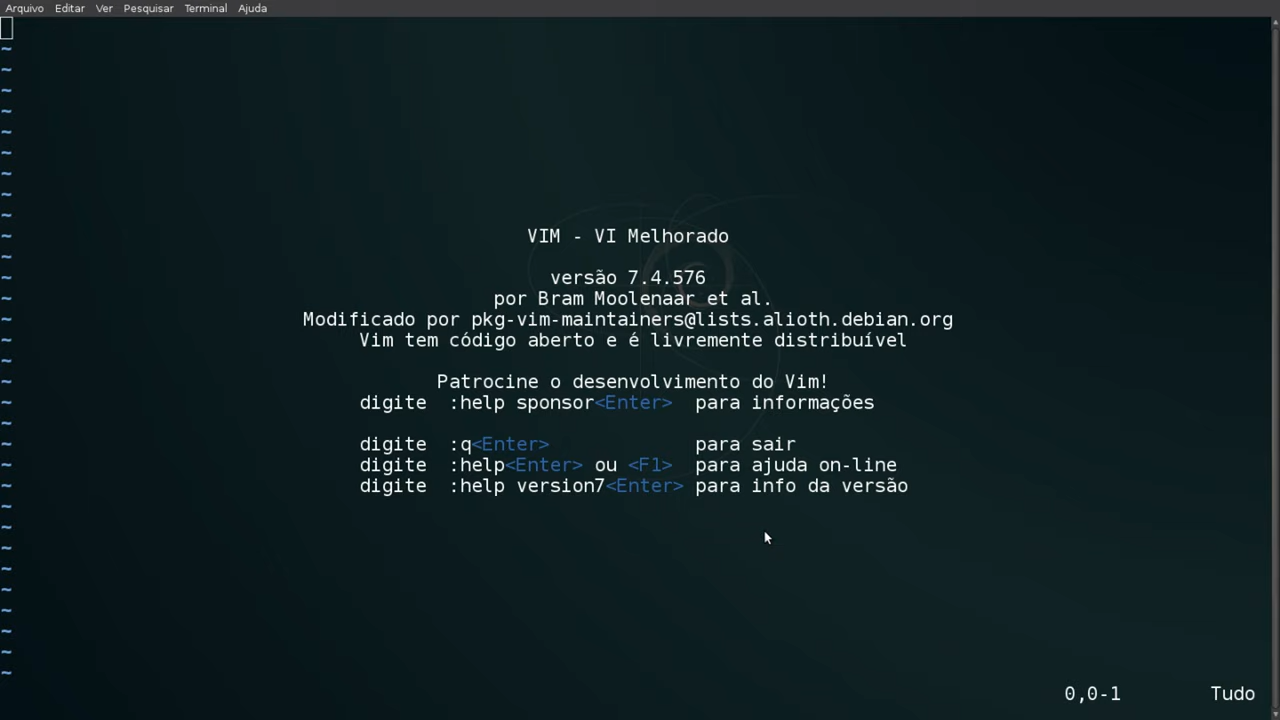 Arquivo Editar Ver Pesquisar Terminal Ajuda
~
~
~
~
~
~
~
~
~
~ VIM - VI Melhorado
~
~ versão 7.4.576
~ por Bram Moolenaar et al.
~ Modificado por pkg-vim-maintainers@lists.alioth.debian.org
~ Vim tem código aberto e é livremente distribuível
~
~ Patrocine o desenvolvimento do Vim!
~ digite :help sponsor<Enter> para informações
~
~ digite :q<Enter> para sair
~ digite :help<Enter> ou <F1> para ajuda on-line
~ digite :help version7<Enter> para info da versão
~
~
~
~
~
~
~
~
~
0,0-1 Tudo